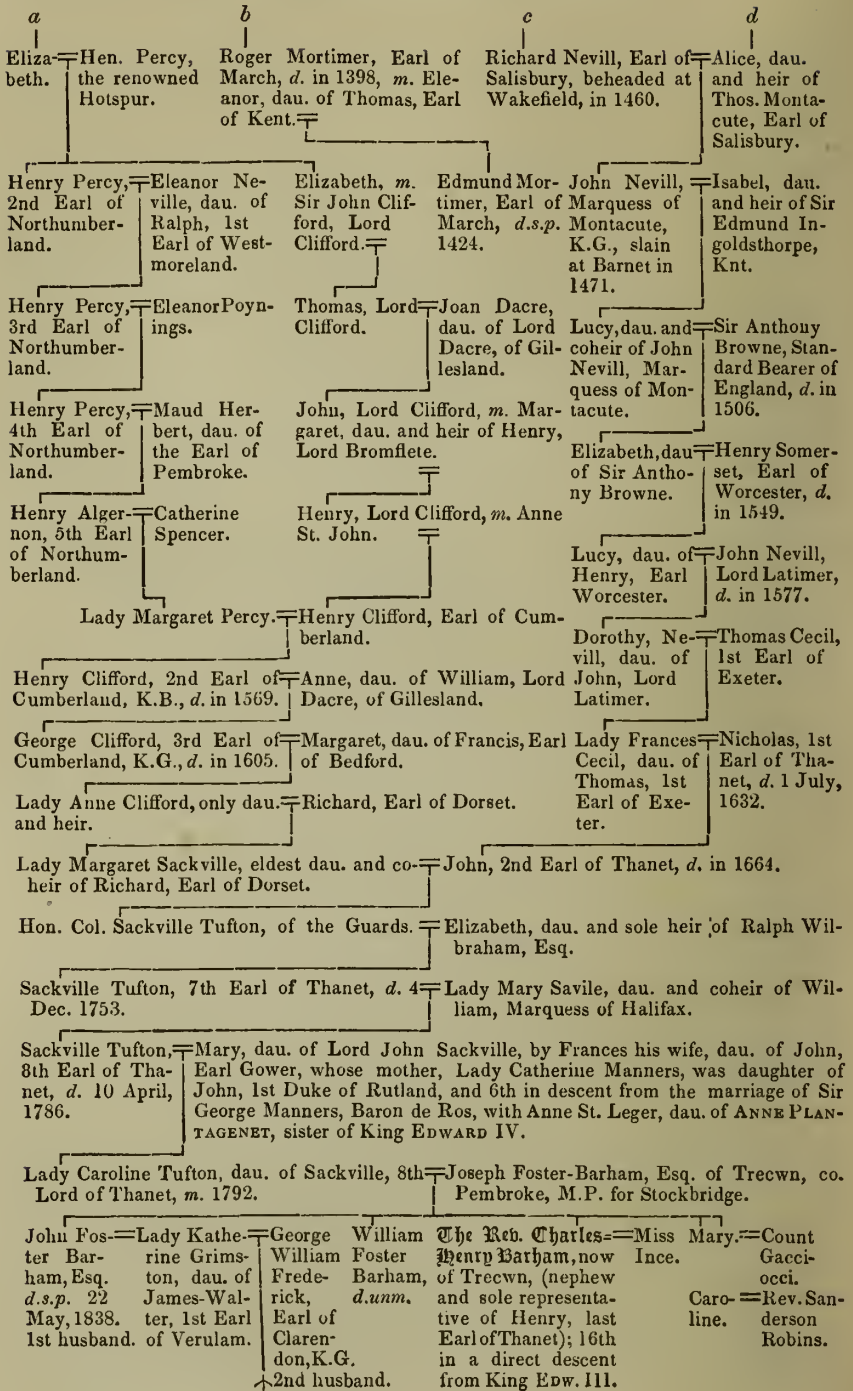 a b c d
Eliza-
beth.
Hen. Percy,
the renowned
Hotspur.
Roger Mortimer, Earl of
March, d. in 1398, m. Ele-
anor, dau. of Thomas, Earl
of Kent.
Richard Nevill, Earl of
Salisbury, beheaded at
Wakefield, in 1460.
Alice, dau.
and heir of
Thos. Monta-
cute, Earl of
Salisbury.
Henry Percy,
2nd Earl of
Northumber-
land.
Eleanor Ne-
ville, dau. of
Ralph, 1st
Earl of West-
moreland.
Elizabeth, m.
Sir John Clif-
ford, Lord
Clifford.
Edmund Mor-
timer, Earl of
March, d.s.p.
1424.
John Nevill,
Marquess of
Montacute,
K.G., slain
at Barnet in
1471.
Isabel, dau.
and heir of Sir
Edmund In-
goldsthorpe,
Knt.
Henry Percy,
3rd Earl of
Northumber-
land.
Eleanor Poyn-
ings.
Thomas, Lord
Clifford.
Joan Dacre,
dau. of Lord
Dacre, of Gil-
lesland.
Lucy, dau. and
coheir of John
Nevill, Mar-
quess of Mon-
tacute.
Sir Anthony
Browne, Stan-
dard Bearer of
England, d. in
1506.
Henry Percy,
4th Earl of
Northumber-
land.
Maud Her-
bert, dau. of
the Earl of
Pembroke.
John, Lord Clifford, m. Mar-
garet, dau. and heir of Henry,
Lord Bromflete.
Elizabeth, dau
of Sir Antho-
ny Browne.
Henry Somer-
set, Earl of
Worcester, d.
in 1549.
Henry Alger-
non, 5th Earl
of Northum-
berland.
Catherine
Spencer.
Henry, Lord Clifford, m. Anne
St. John.
Lucy, dau. of
Henry, Earl
Worcester.
John Nevill,
Lord Latimer,
d. in 1577.
Lady Margaret Percy.
Henry Clifford, Earl of Cum-
berland.
Dorothy, Ne-
vill, dau. of
John, Lord
Latimer.
Thomas Cecil,
1st Earl of
Exeter.
Henry Clifford, 2nd Earl of
Cumberland, K.B., d. in 1569.
Anne, dau. of William, Lord
Dacre, of Gillesland.
George Clifford, 3rd Earl of
Cumberland, K.G., d. in 1605.
Margaret, dau. of Francis, Earl
of Bedford.
Lady Frances
Cecil, dau. of
Thomas, 1st
Earl of Exe-
ter.
Nicholas, 1st
Earl of Tha-
net, d. 1 July,
1632.
Lady Anne Clifford, only dau.
and heir.
Richard, Earl of Dorset.
Lady Margaret Sackville, eldest dau. and co-
heir of Richard, Earl of Dorset.
John, 2nd Earl of Thanet, d. in 1664.
Hon. Col. Sackville Tufton, of the Guards.
Elizabeth, dau. and sole heir of Ralph Wil-
braham, Esq.
Sackville Tufton, 7th Earl of Thanet, d. 4
Dec. 1753.
Lady Mary Savile, dau. and coheir of Wil-
liam, Marquess of Halifax.
Sackville Tufton,
8th Earl of Tha-
net, d. 10 April,
1786.
Mary, dau. of Lord John Sackville, by Frances his wife, dau. of John,
Earl Gower, whose mother, Lady Catherine Manners, was daughter of
John, 1st Duke of Rutland, and 6th in descent from the marriage of Sir
George Manners, Baron de Ros, with Anne St. Leger, dau. of ANNE PLAN-
TAGENET, sister of King EDWARD IV.
Lady Caroline Tufton, dau. of Sackville, 8th
Lord of Thanet, m. 1792.
Joseph Foster-Barham, Esq. of Trecwn, co.
Pembroke, M.P. for Stockbridge.
John Fos-
ter Bar-
ham, Esq.
d.s.p. 22
May, 1838.
1st husband.
Lady Kathe-
rine Grims-
ton, dau. of
James-Wal-
ter, 1st Earl
of Verulam.
George
William
Frede-
rick,
Earl of
Claren-
don, K.G.
2nd husband.
William
Foster
Barham,
d.unm.
The Reb. Charles
Henry Barham, now
of Trecwn, (nephew
and sole representa-
tive of Henry, last
Earl of Thanet); 16th
in a direct descent
from King EDW. III.
Miss
Ince.
Mary.
Count
Gacci-
occi.
Caro-
line.
Rev. San-
derson
Robins.